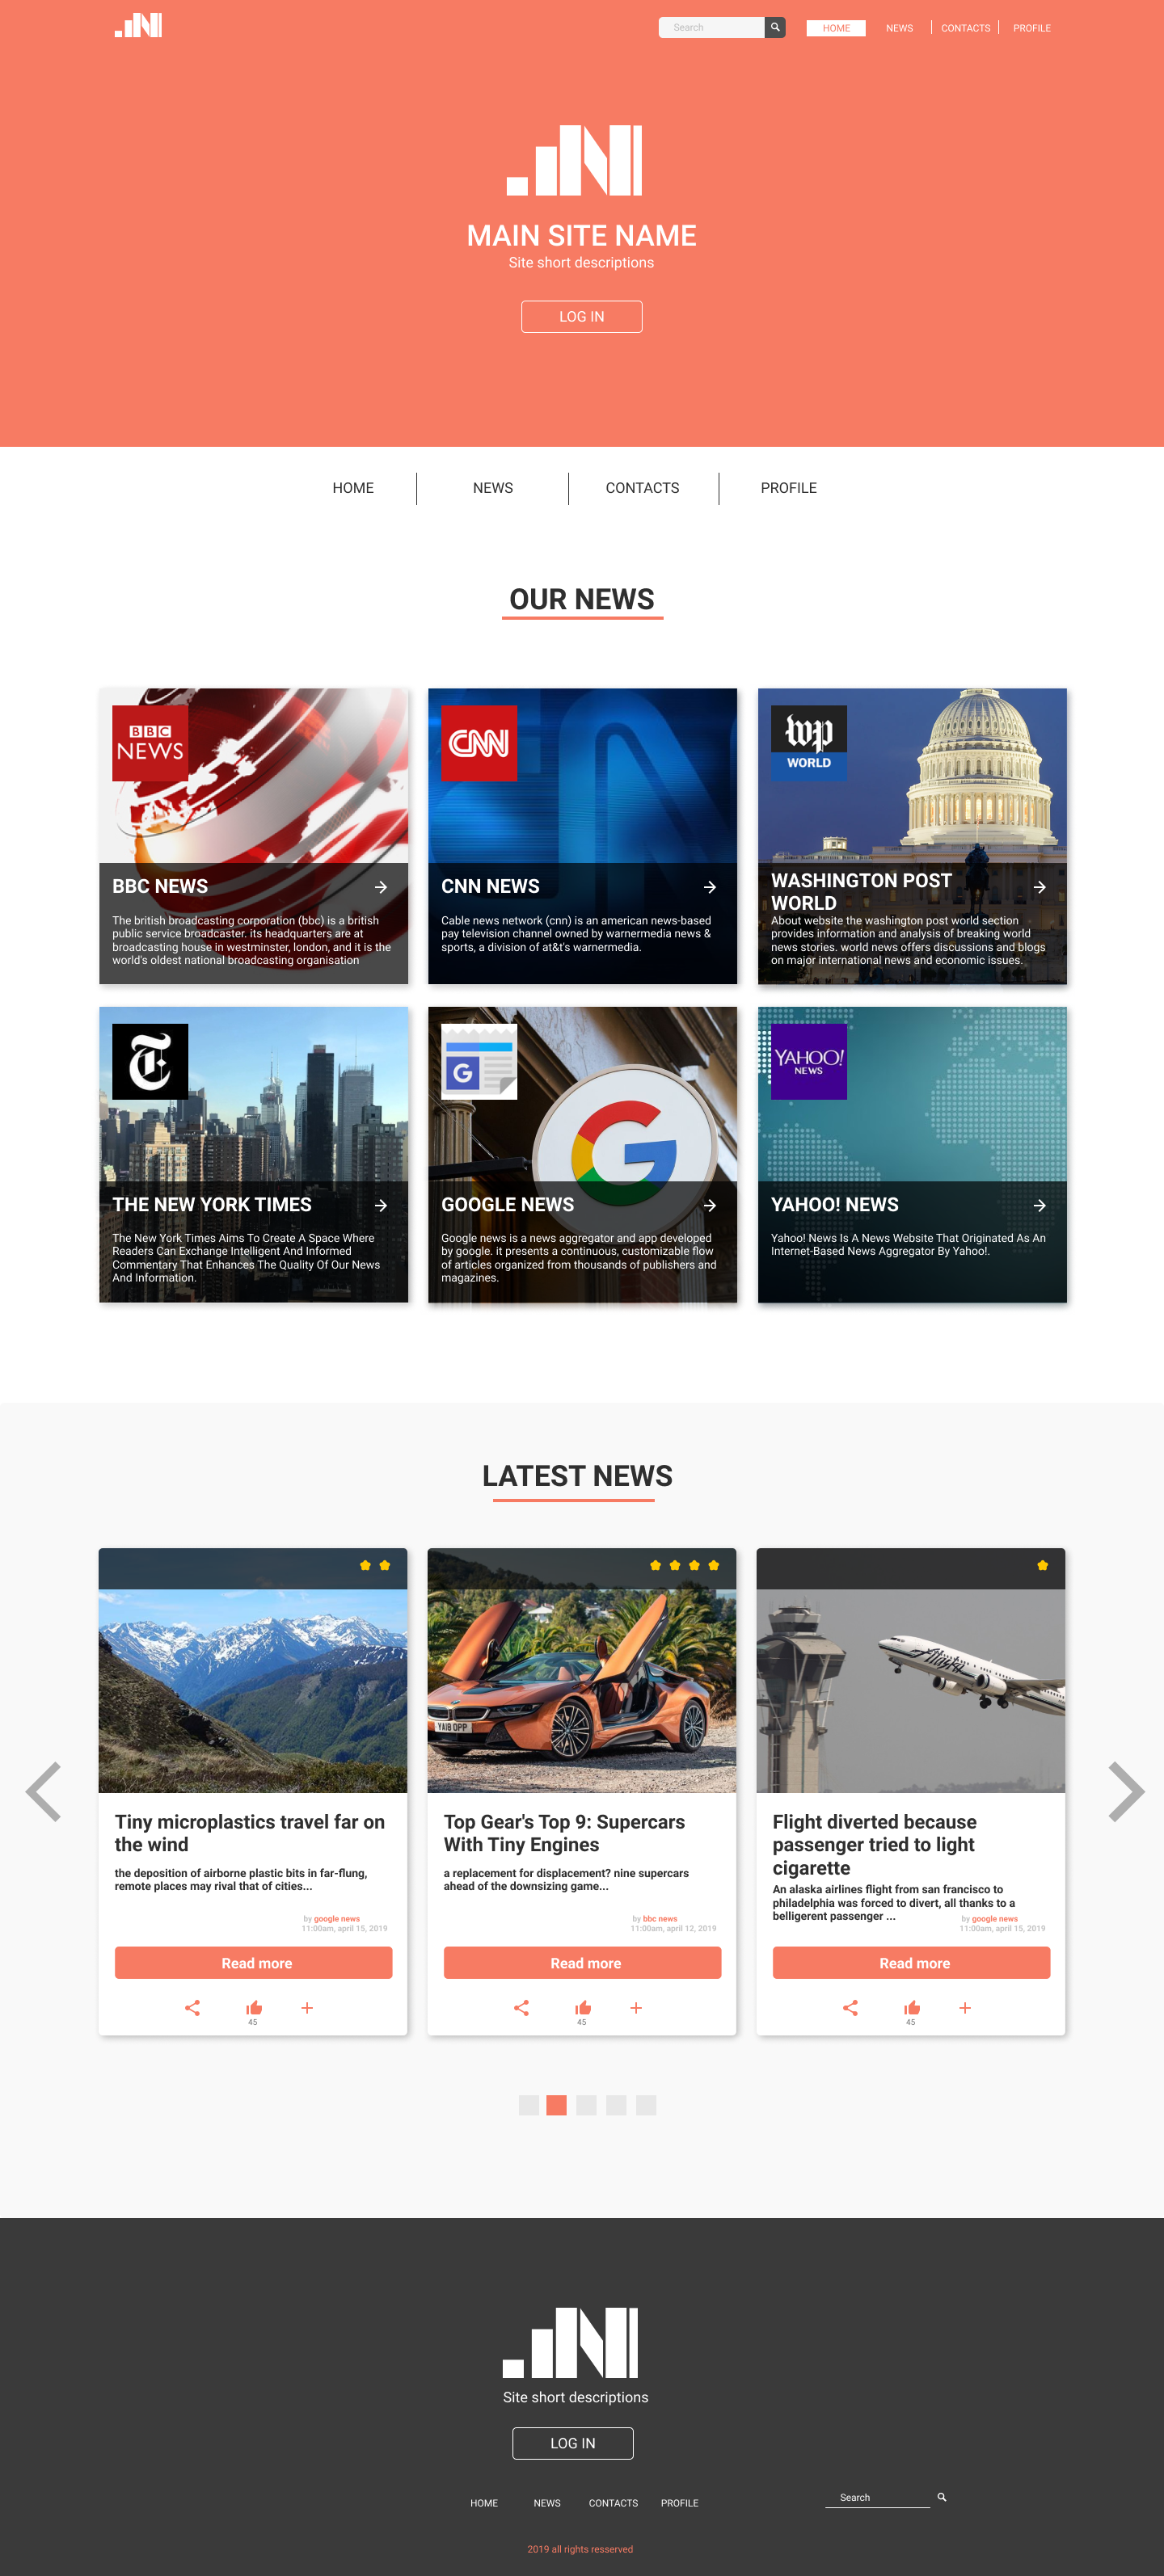 Search
HOME
NEWS
CONTACTS
PROFILE
MAIN SITE NAME
Site short descriptions
LOG IN
HOME
NEWS
CONTACTS
PROFILE
OUR NEWS
BBC
NEWS
BBC NEWS
The british broadcasting corporation (bbc) is a british
public service broadcaster. its headquarters are at
broadcasting house in westminster, london, and it is the
world's oldest national broadcasting organisation
CNN
CNN NEWS
Cable news network (cnn) is an american news-based
pay television channel owned by warnermedia news &
sports, a division of at&t's warnermedia.
wp
WORLD
WASHINGTON POST
WORLD
About website the washington post world section
provides information and analysis of breaking world
news stories. world news offers discussions and blogs
on major international news and economic issues.
T
THE NEW YORK TIMES
The New York Times Aims To Create A Space Where
Readers Can Exchange Intelligent And Informed
Commentary That Enhances The Quality Of Our News
And Information.
G
G
GOOGLE NEWS
Google news is a news aggregator and app developed
by google. it presents a continuous, customizable flow
of articles organized from thousands of publishers and
magazines.
YAHOO!
NEWS
YAHOO! NEWS
Yahoo! News Is A News Website That Originated As An
Internet-Based News Aggregator By Yahoo!.
LATEST NEWS
Tiny microplastics travel far on
the wind
the deposition of airborne plastic bits in far-flung,
remote places may rival that of cities...
by google news
11:00am, april 15, 2019
Read more
45
YA18 OPP
Top Gear's Top 9: Supercars
With Tiny Engines
a replacement for displacement? nine supercars
ahead of the downsizing game...
by bbc news
11:00am, april 12, 2019
Read more
45
Alaska
Flight diverted because
passenger tried to light
cigarette
An alaska airlines flight from san francisco to
philadelphia was forced to divert, all thanks to a
belligerent passenger ...
by google news
11:00am, april 15, 2019
Read more
45
Site short descriptions
LOG IN
HOME
NEWS
CONTACTS
PROFILE
Search
2019 all rights resserved